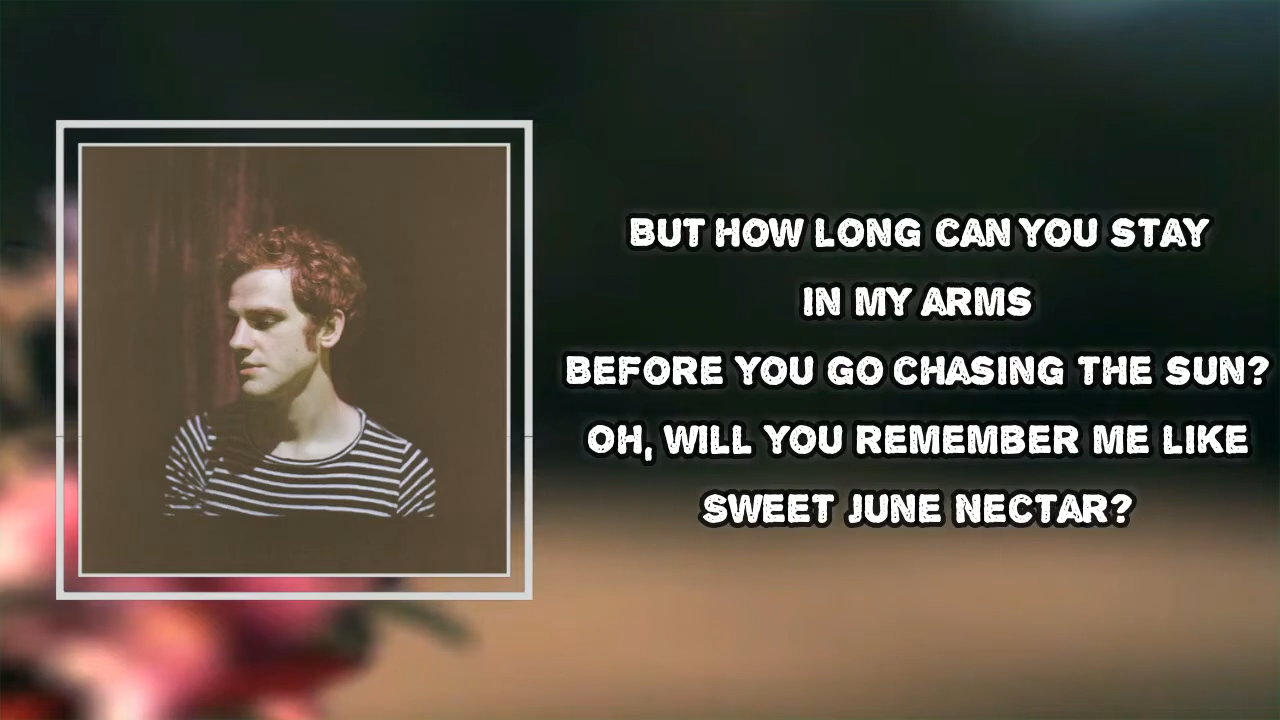 BUT HOW LONG CAN YOU STAY
IN MY ARMS
BEFORE YOU GO CHASING THE SUN?
OH, WILL YOU REMEMBER ME LIKE
SWEET JUNE NECTAR?